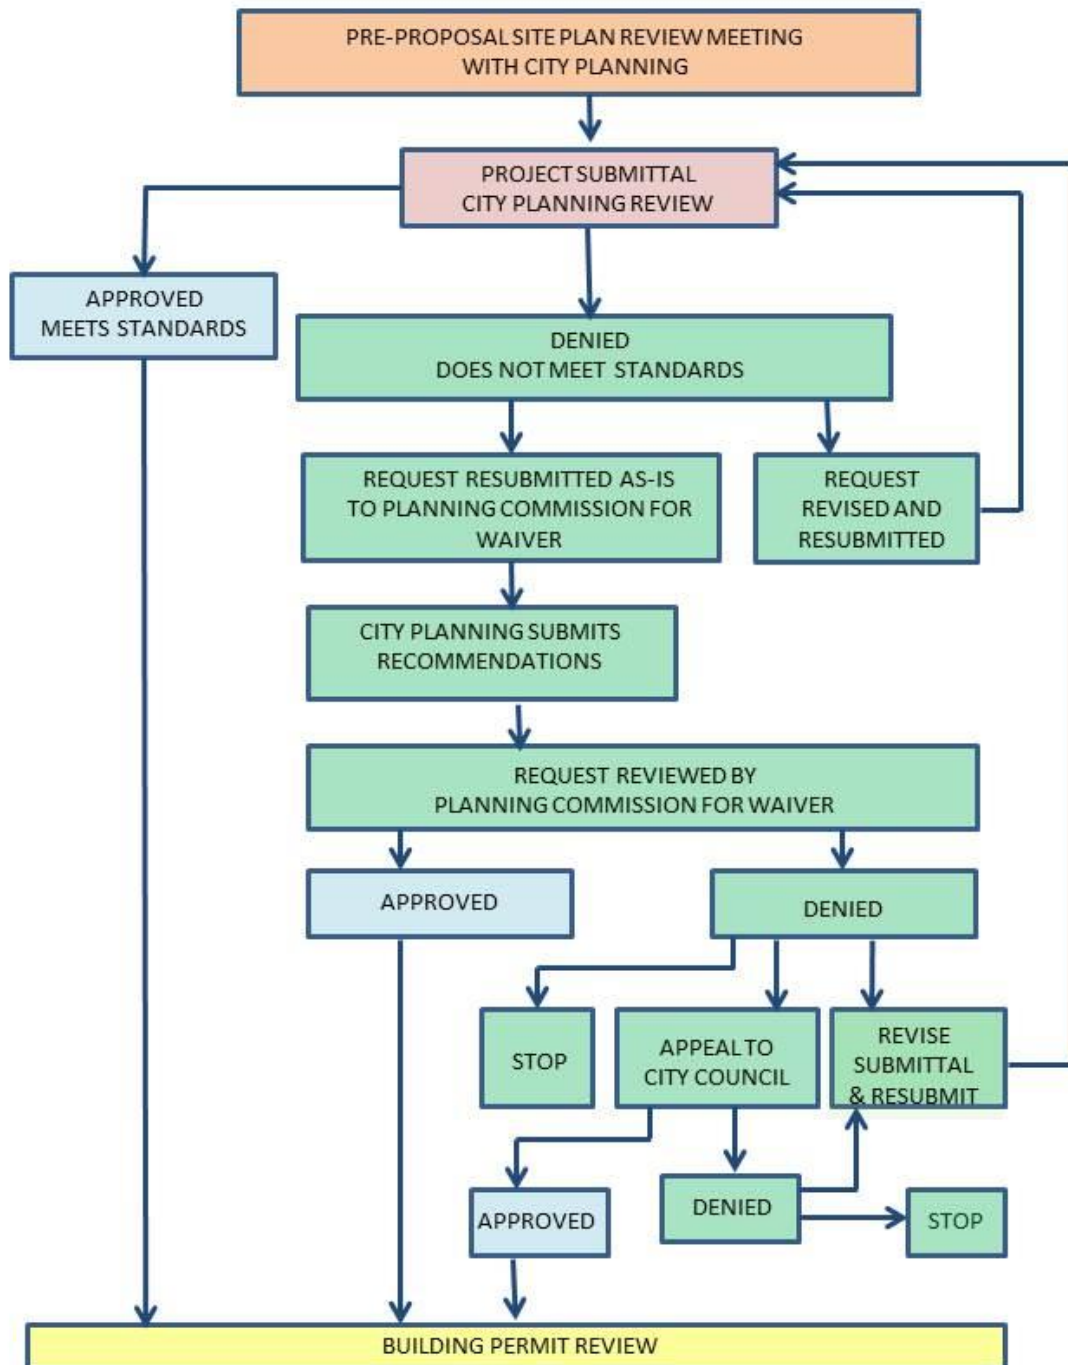 PRE-PROPOSAL SITE PLAN REVIEW MEETING
WITH CITY PLANNING
PROJECT SUBMITTAL
CITY PLANNING REVIEW
APPROVED
MEETS STANDARDS
DENIED
DOES NOT MEET STANDARDS
REQUEST RESUBMITTED AS-IS
TO PLANNING COMMISSION FOR
WAIVER
REQUEST
REVISED AND
RESUBMITTED
CITY PLANNING SUBMITS
RECOMMENDATIONS
REQUEST REVIEWED BY
PLANNING COMMISSION FOR WAIVER
APPROVED
DENIED
STOP
APPEAL TO
CITY COUNCIL
REVISE
SUBMITTAL
& RESUBMIT
APPROVED
DENIED
STOP
BUILDING PERMIT REVIEW